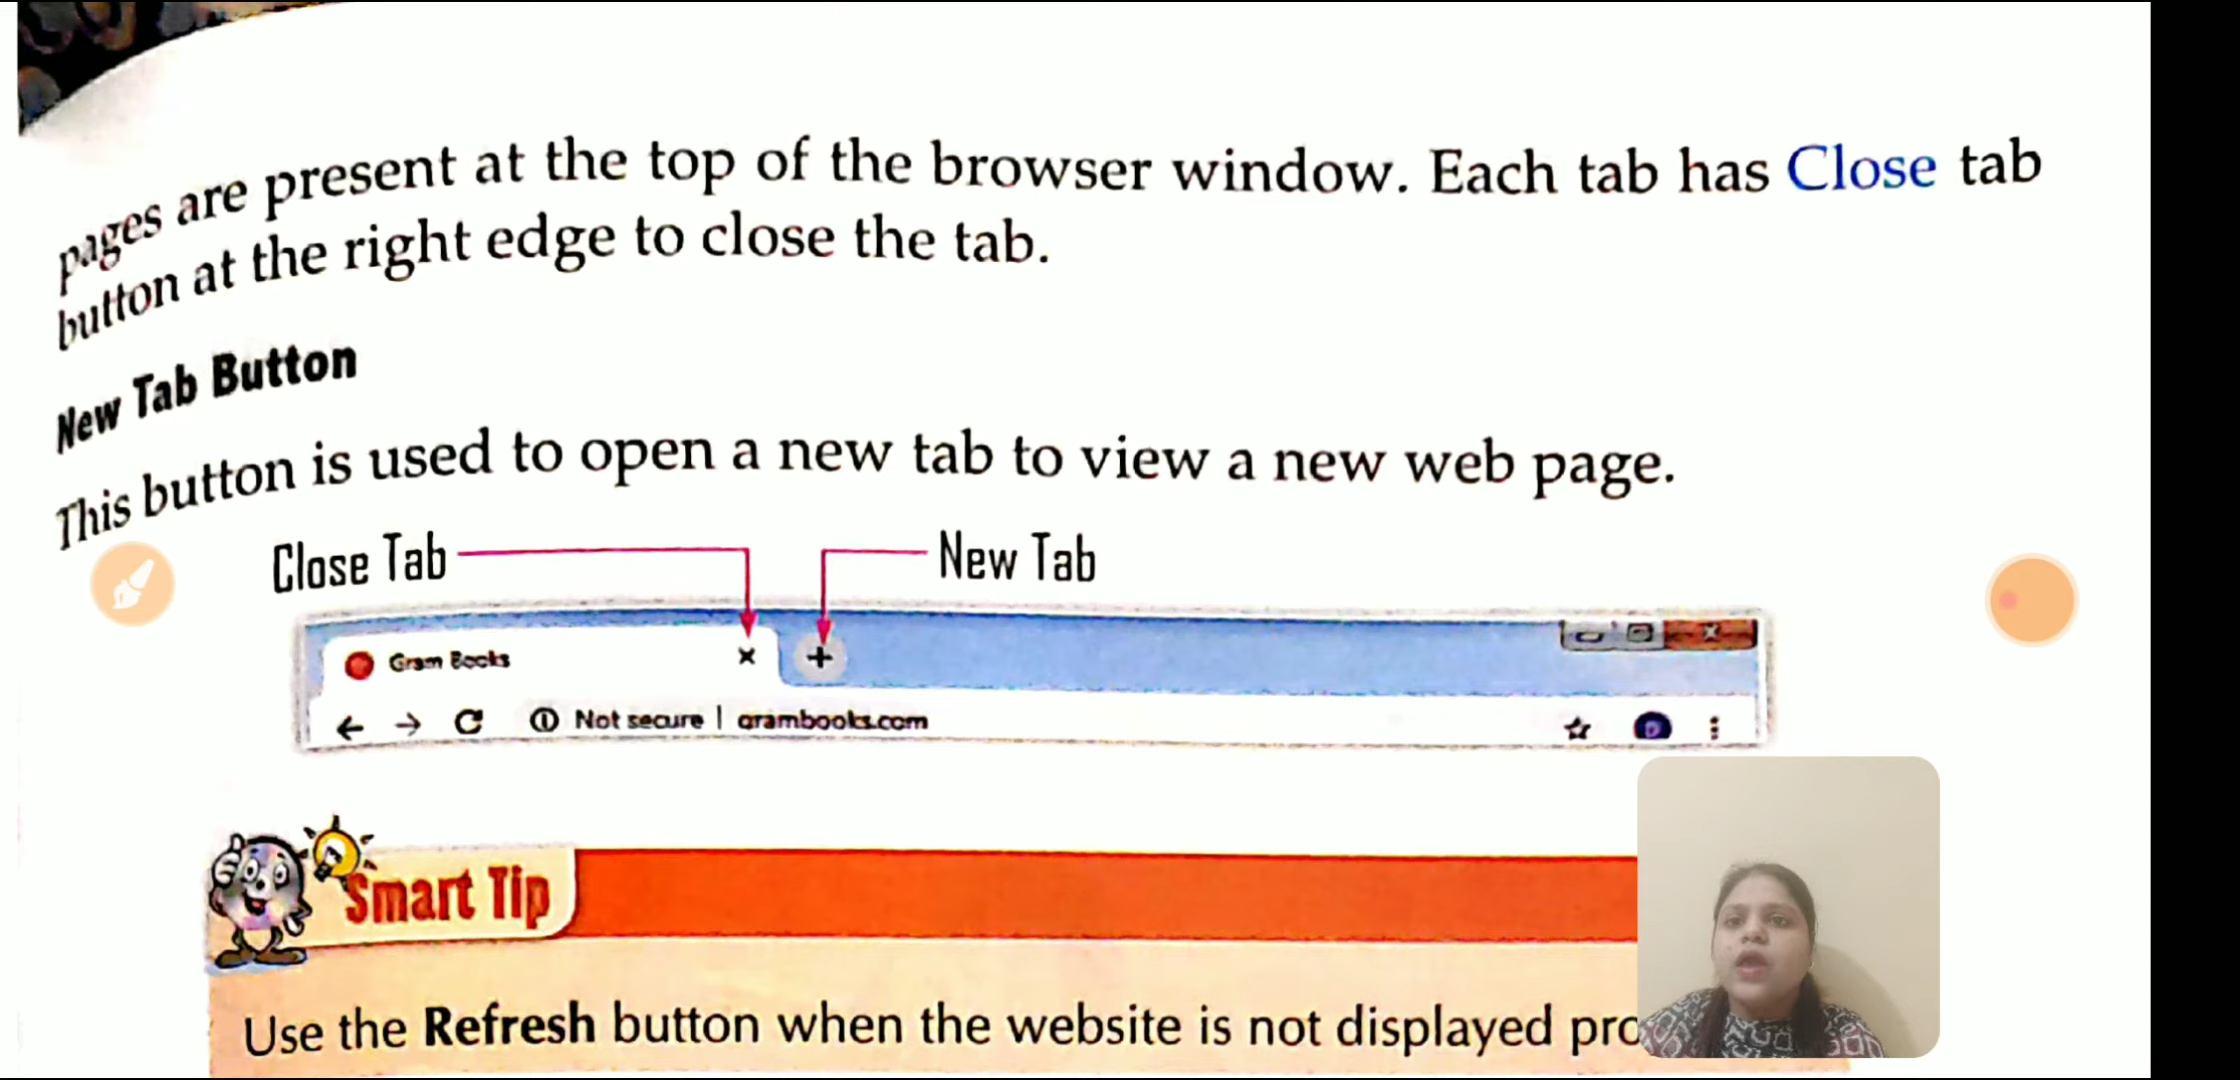 pages are present at the top of the browser window. Each tab has Close tab
button at the right edge to close the tab.
New Tab Button
This button is used to open a new tab to view a new web page.
Close Tab
New Tab
Gram Books
Not secure | grambooks.com
Smart Tip
Use the Refresh button when the website is not displayed pro